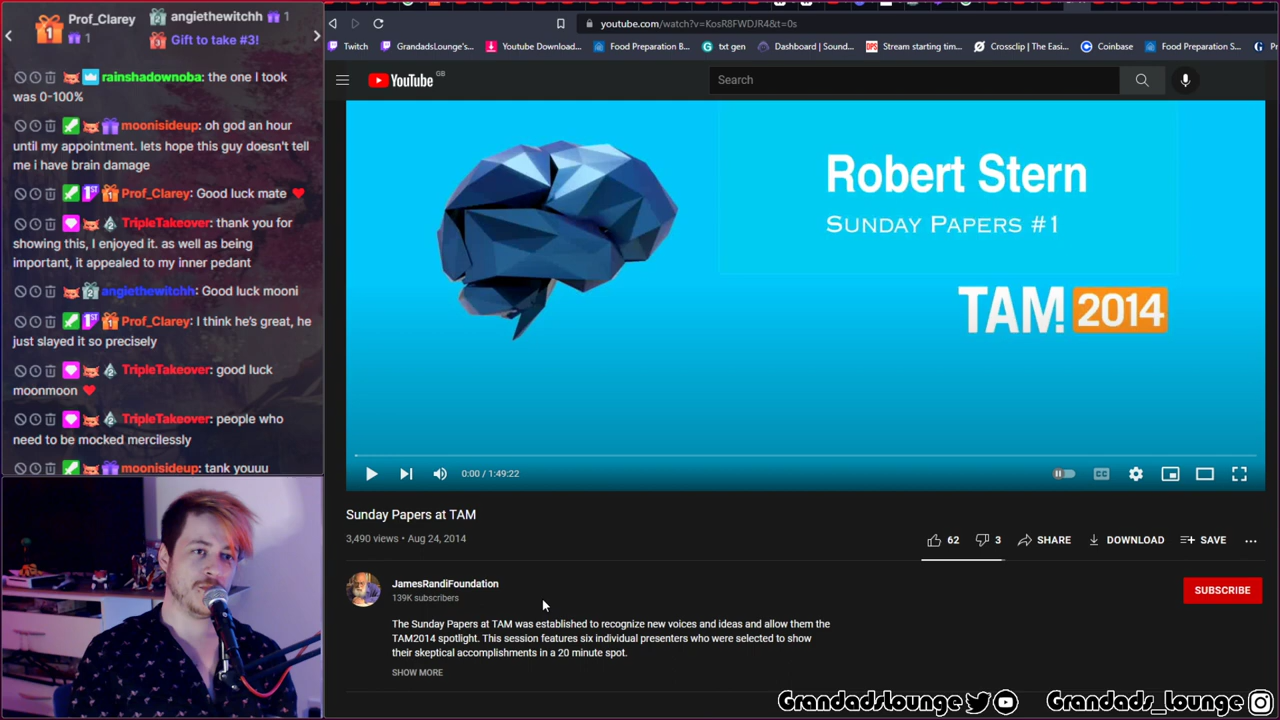 Prof_Clarey
1
1
angiethewitchh 1
Gift to take #3!
rainshadownoba: the one I took
was 0-100%
moonisideup: oh god an hour
until my appointment. lets hope this guy doesn't tell
me i have brain damage
Prof_Clarey: Good luck mate
TripleTakeover: thank you for
showing this, I enjoyed it. as well as being
important, it appealed to my inner pedant
angiethewitchh: Good luck mooni
Prof_Clarey: I think he's great, he
just slayed it so precisely
TripleTakeover: good luck
moonmoon
TripleTakeover: people who
need to be mocked mercilessly
moonisideup: tank youuu
youtube.com/watch?v=KosR8FWDJR4&t=0s
Twitch
GrandadsLounge's...
Youtube Download...
Food Preparation B...
txt gen
Dashboard | Sound...
Stream starting tim...
Crossclip | The Easi...
Coinbase
Food Preparation S...
YouTube GB
Search
Robert Stern
SUNDAY PAPERS #1
TAM! 2014
0:00 / 1:49:22
CC
Sunday Papers at TAM
3,490 views • Aug 24, 2014
62
3
SHARE
DOWNLOAD
SAVE
JamesRandiFoundation
139K subscribers
SUBSCRIBE
The Sunday Papers at TAM was established to recognize new voices and ideas and allow them the
TAM2014 spotlight. This session features six individual presenters who were selected to show
their skeptical accomplishments in a 20 minute spot.
SHOW MORE
GrandadsLounge
Grandads_lounge